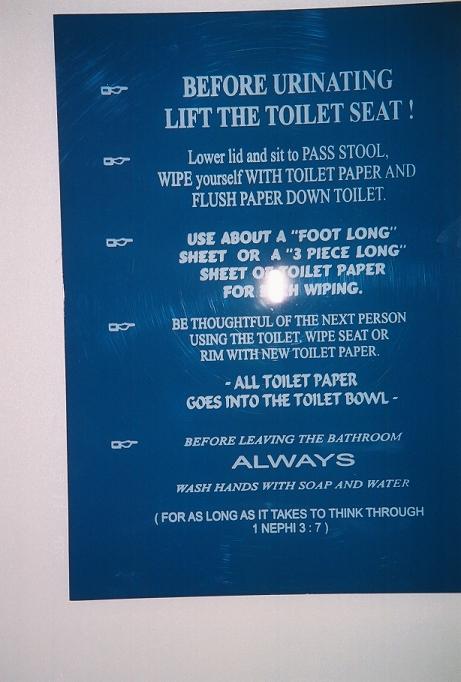 BEFORE URINATING
LIFT THE TOILET SEAT !
Lower lid and sit to PASS STOOL,
WIPE yourself WITH TOILET PAPER AND
FLUSH PAPER DOWN TOILET.
USE ABOUT A "FOOT LONG"
SHEET OR A "3 PIECE LONG"
SHEET OF TOILET PAPER
FOR WIPING.
BE THOUGHTFUL OF THE NEXT PERSON
USING THE TOILET, WIPE SEAT OR
RIM WITH NEW TOILET PAPER.
- ALL TOILET PAPER
GOES INTO THE TOILET BOWL -
BEFORE LEAVING THE BATHROOM
ALWAYS
WASH HANDS WITH SOAP AND WATER
( FOR AS LONG AS IT TAKES TO THINK THROUGH
1 NEPHI 3 : 7 )